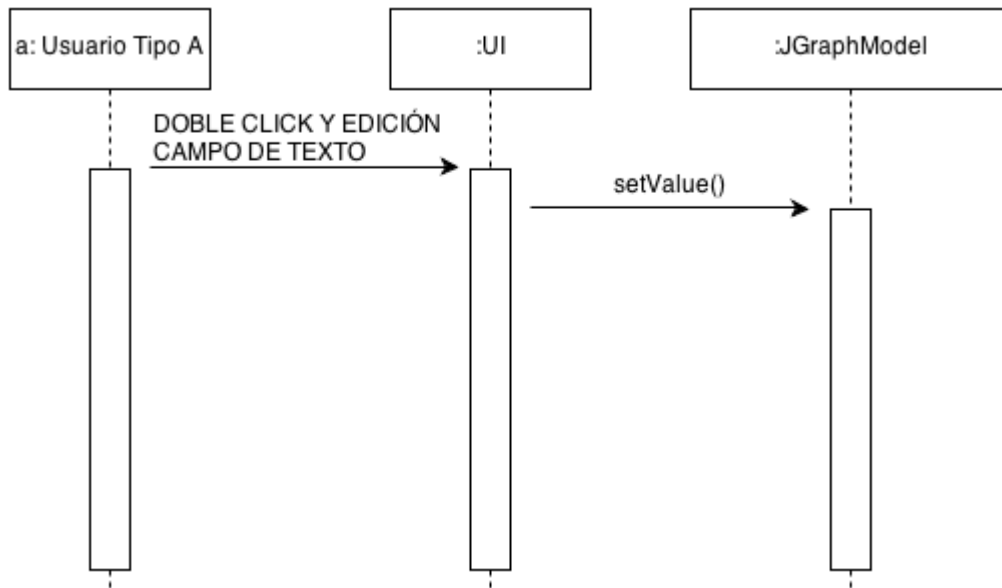 a: Usuario Tipo A
:UI
:JGraphModel
DOBLE CLICK Y EDICIÓN
CAMPO DE TEXTO
setValue()